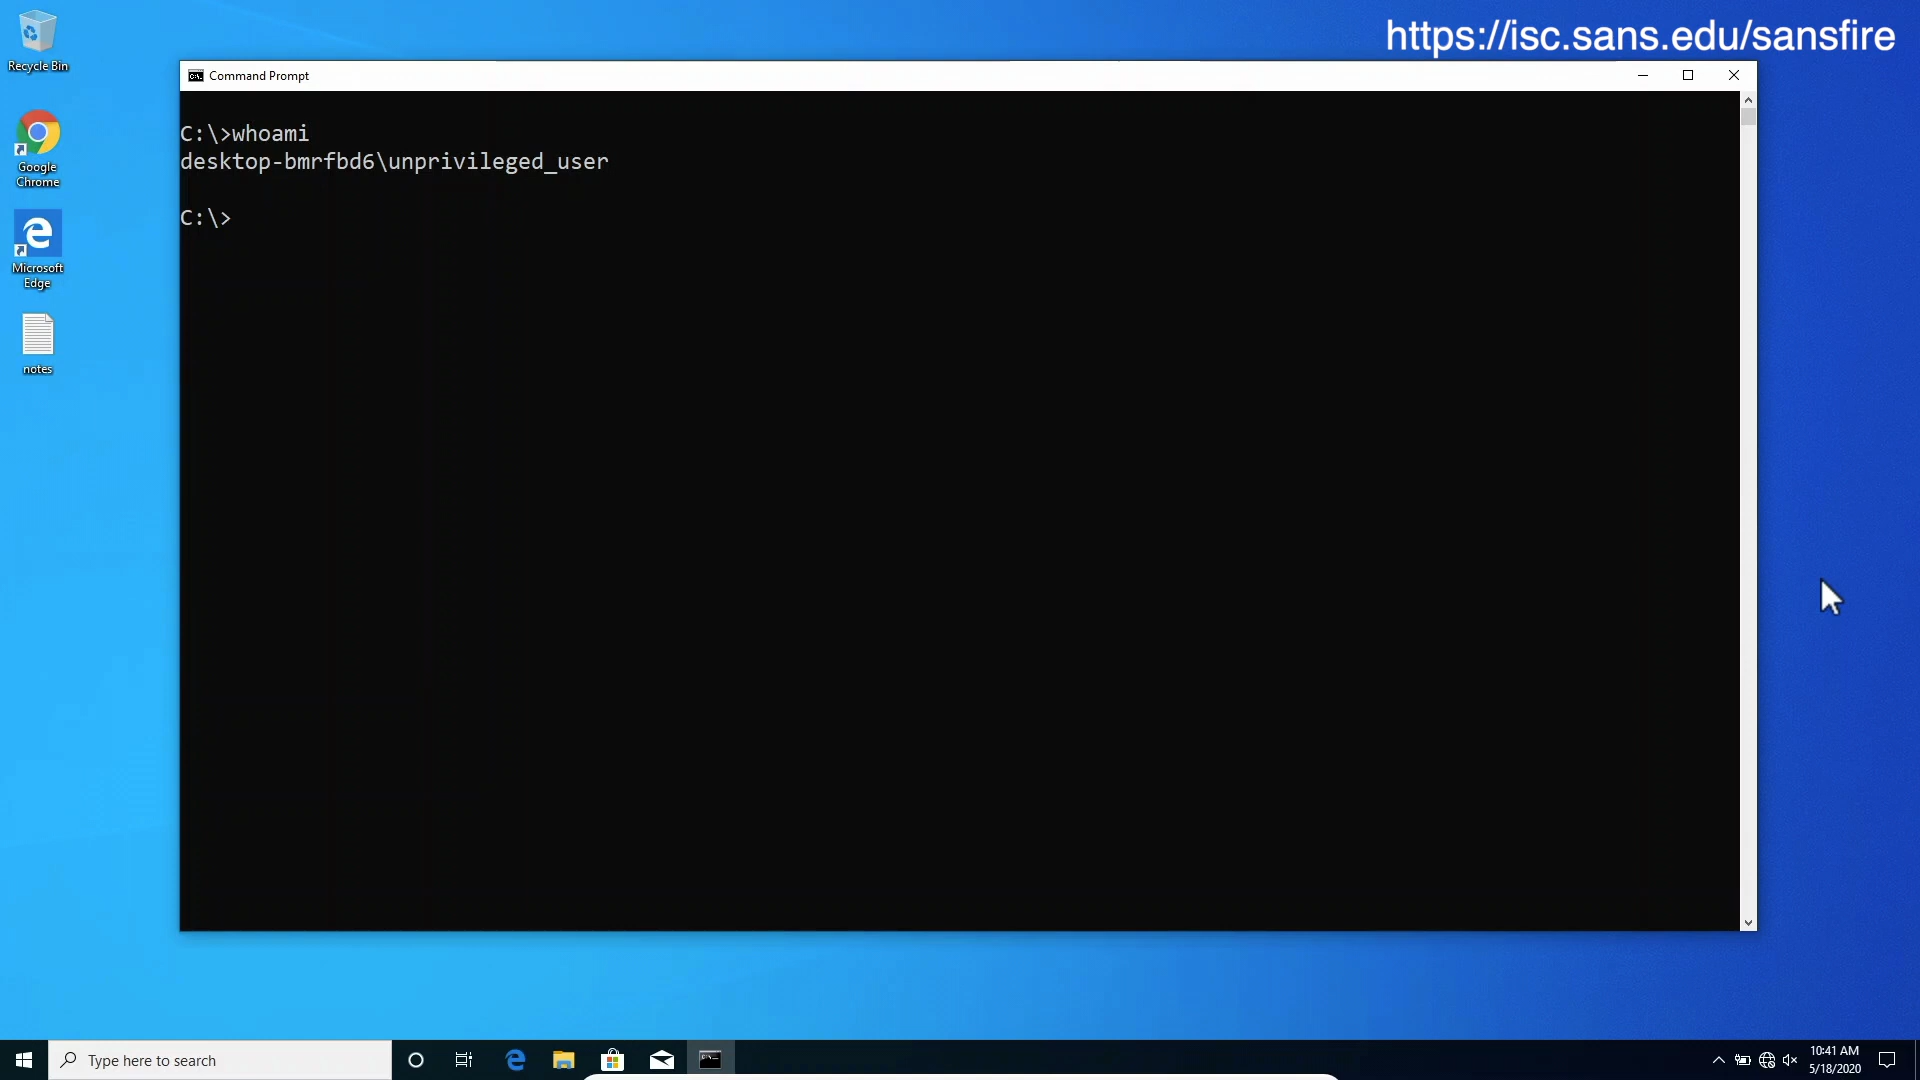 https://isc.sans.edu/sansfire
Recycle Bin
Google
Chrome
Microsoft
Edge
notes
Command Prompt
C:\>whoami
desktop-bmrfbd6\unprivileged_user
C:\>
Type here to search
10:41 AM
5/18/2020